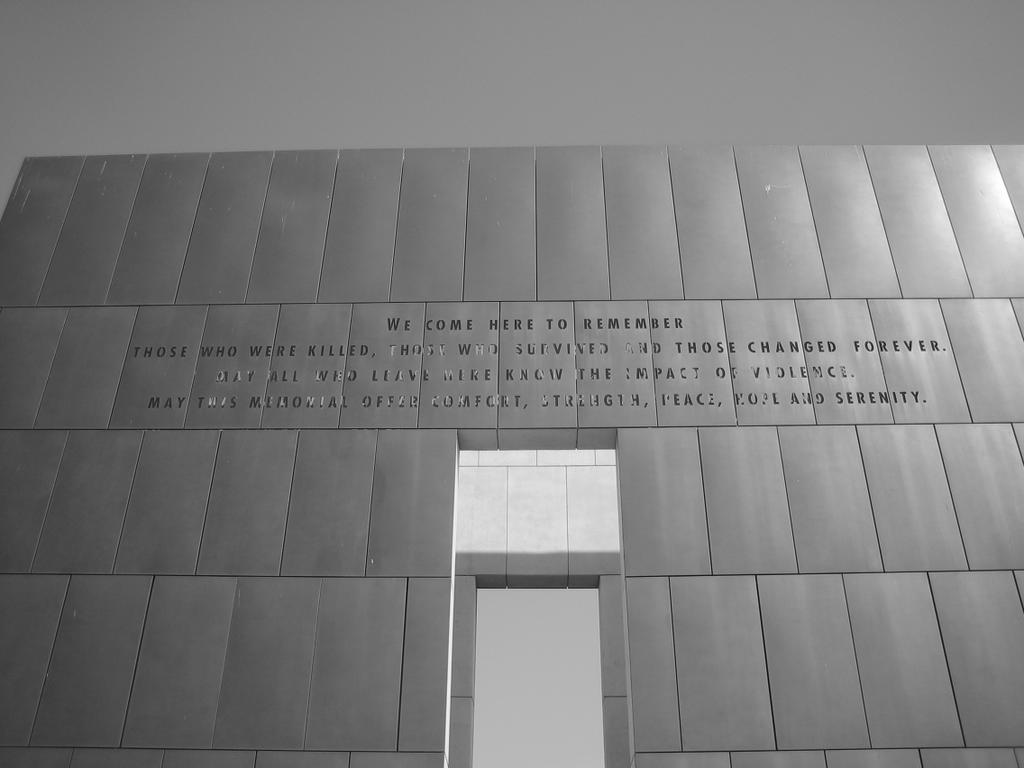 We come here to remember
those who were killed, those who survived and those changed forever.
May all who leave here know the impact of violence.
May this memorial offer comfort, strength, peace, hope and serenity.